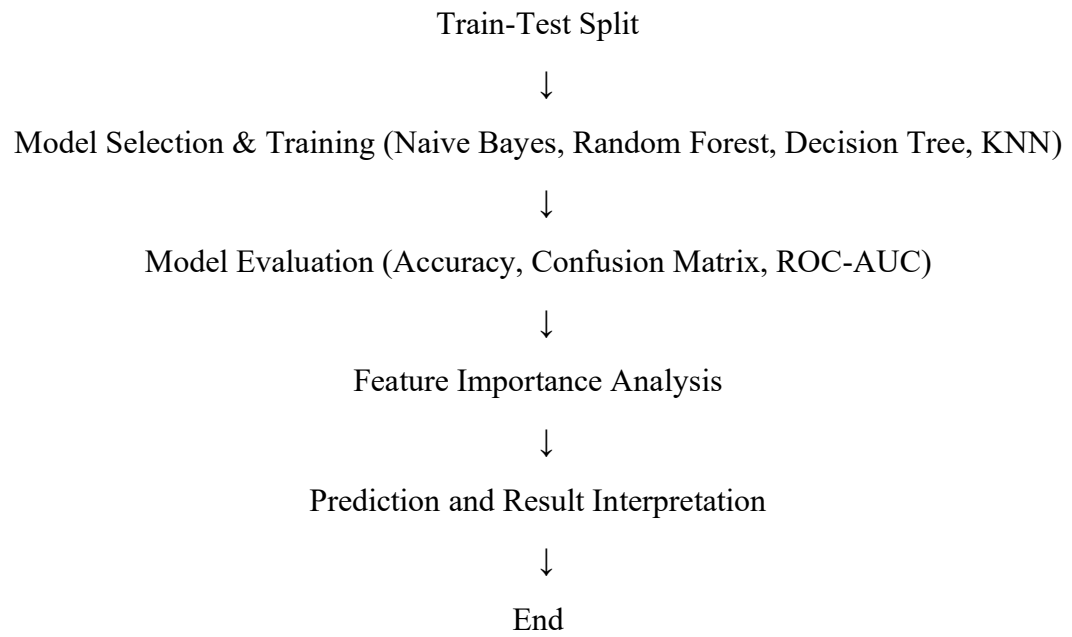 Train-Test Split
↓
Model Selection & Training (Naive Bayes, Random Forest, Decision Tree, KNN)
↓
Model Evaluation (Accuracy, Confusion Matrix, ROC-AUC)
↓
Feature Importance Analysis
↓
Prediction and Result Interpretation
↓
End